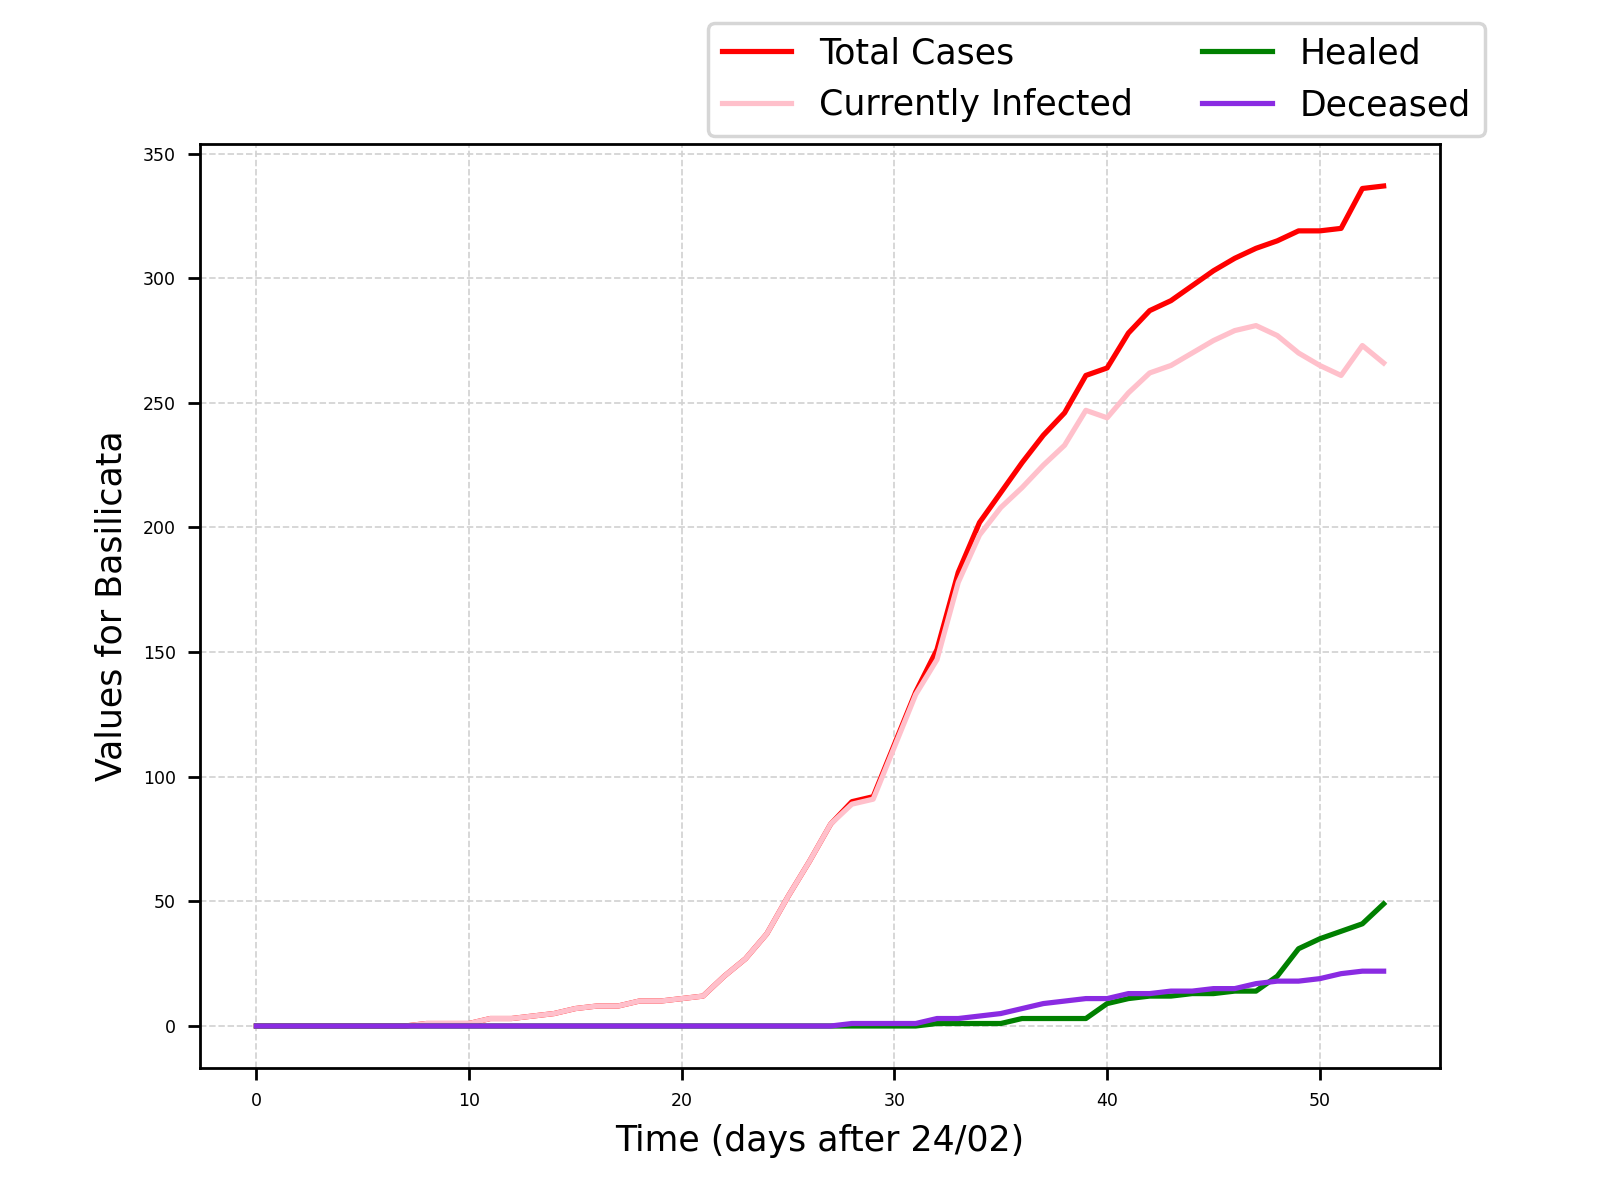 Total Cases
Currently Infected
Healed
Deceased
350
300
250
200
150
100
50
0
Values for Basilicata
0 10 20 30 40 50
Time (days after 24/02)